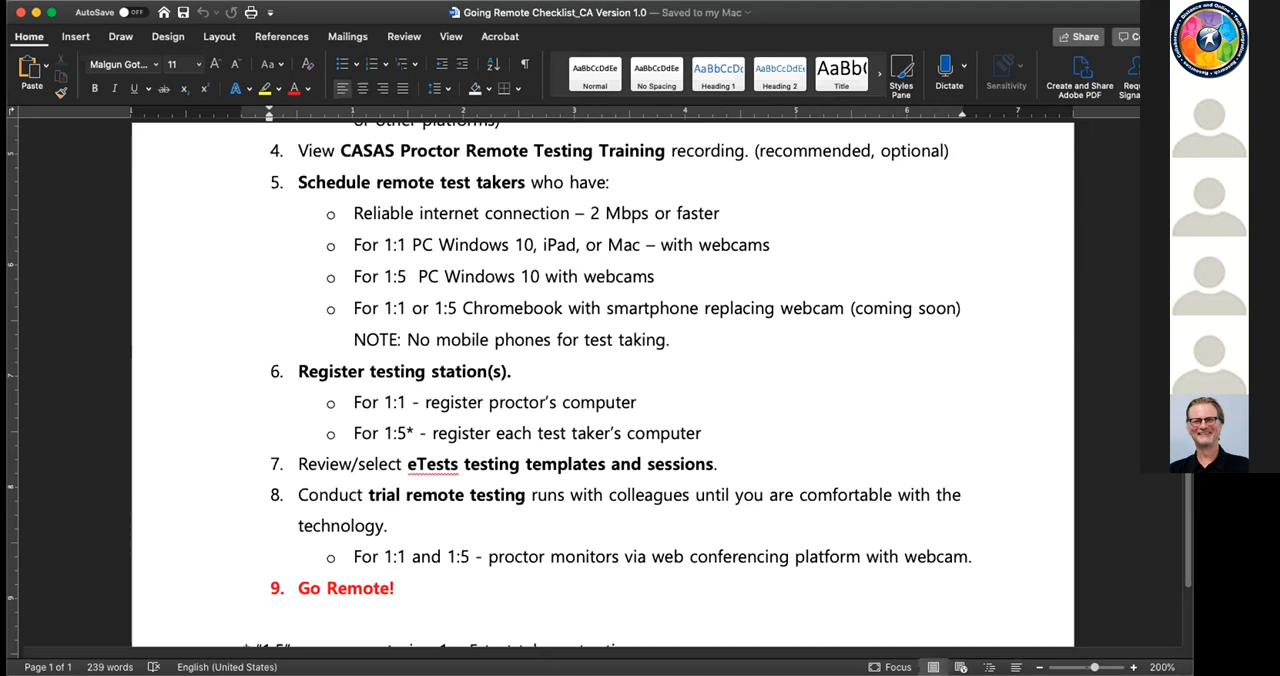 AutoSave OFF
Going Remote Checklist_CA Version 1.0 — Saved to my Mac
Home Insert Draw Design Layout References Mailings Review View Acrobat
Share
Paste
Malgun Got... 11
Aa
B I U ab x x A A
AaBbCcDdEe
Normal
AaBbCcDdEe
No Spacing
AaBbCcDc
Heading 1
AaBbCcDdEe
Heading 2
AaBb(
Title
Styles Pane
Dictate
Sensitivity
Create and Share Adobe PDF
or other platforms)
4. View CASAS Proctor Remote Testing Training recording. (recommended, optional)
5. Schedule remote test takers who have:
o Reliable internet connection – 2 Mbps or faster
o For 1:1 PC Windows 10, iPad, or Mac – with webcams
o For 1:5 PC Windows 10 with webcams
o For 1:1 or 1:5 Chromebook with smartphone replacing webcam (coming soon)
NOTE: No mobile phones for test taking.
6. Register testing station(s).
o For 1:1 - register proctor's computer
o For 1:5* - register each test taker's computer
7. Review/select eTests testing templates and sessions.
8. Conduct trial remote testing runs with colleagues until you are comfortable with the
technology.
o For 1:1 and 1:5 - proctor monitors via web conferencing platform with webcam.
9. Go Remote!
Page 1 of 1 239 words English (United States) Focus 200%